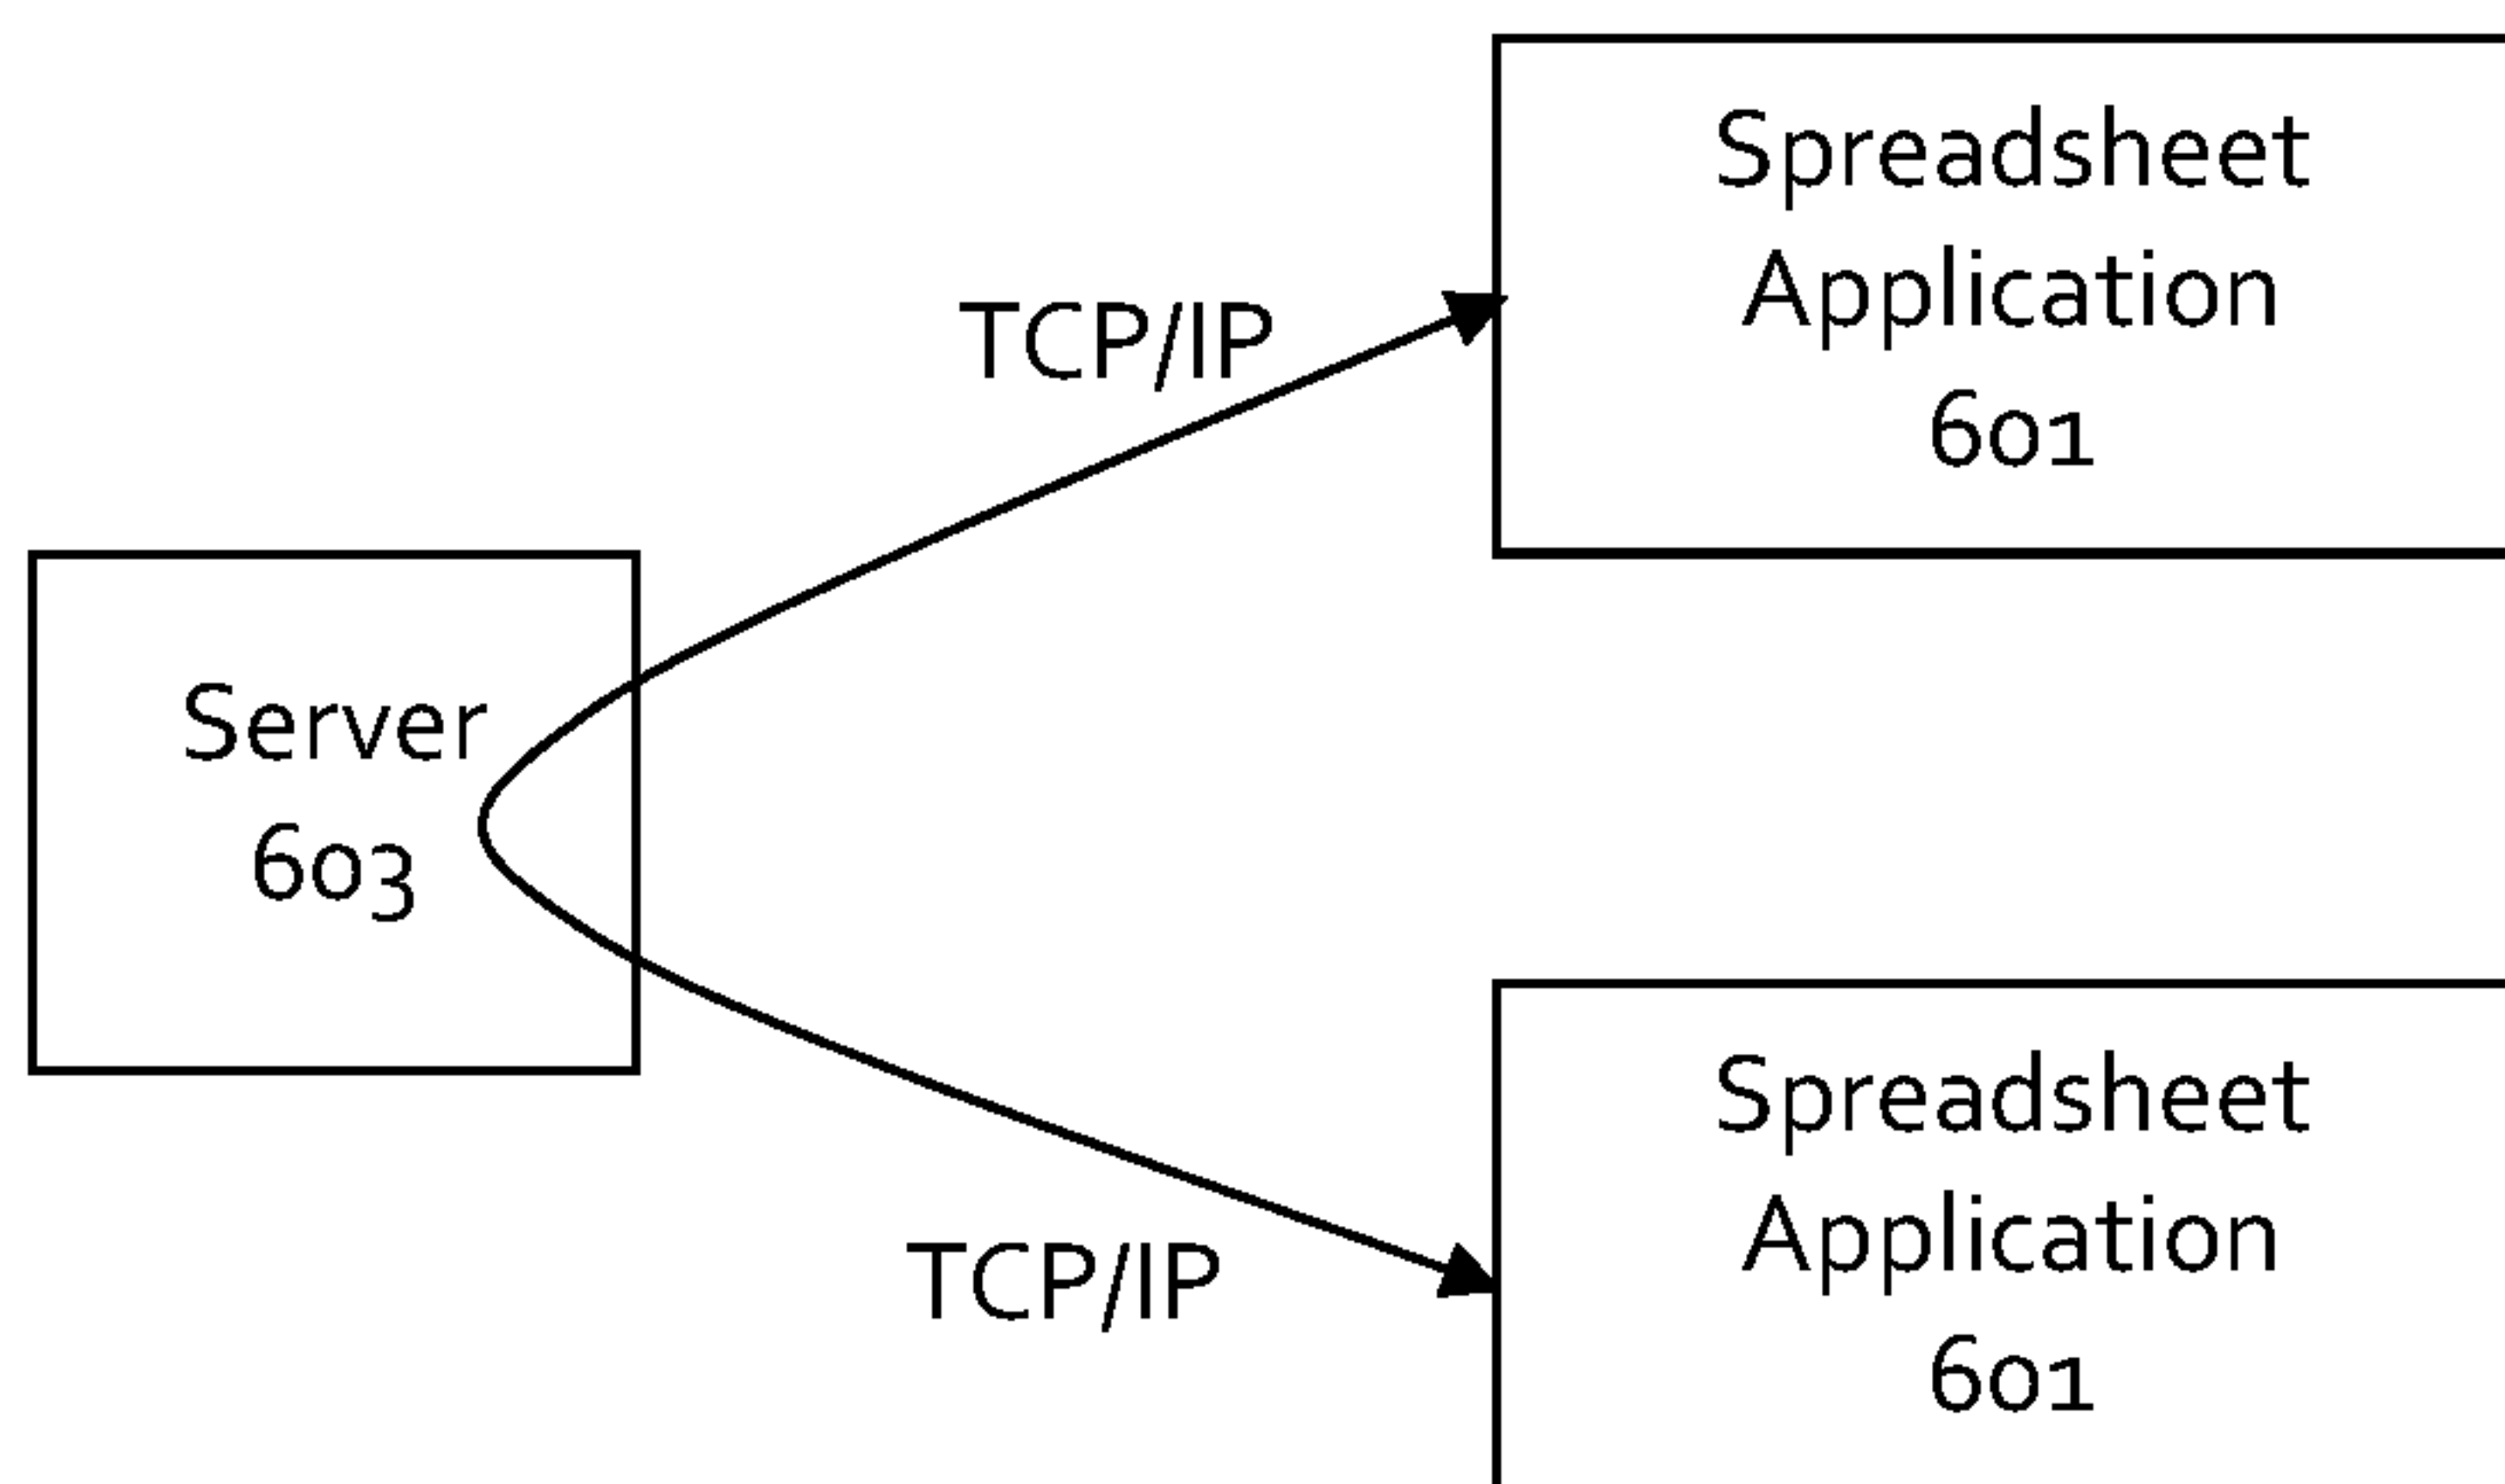 Spreadsheet
Application
601
TCP/IP
Server
603
TCP/IP
Spreadsheet
Application
601